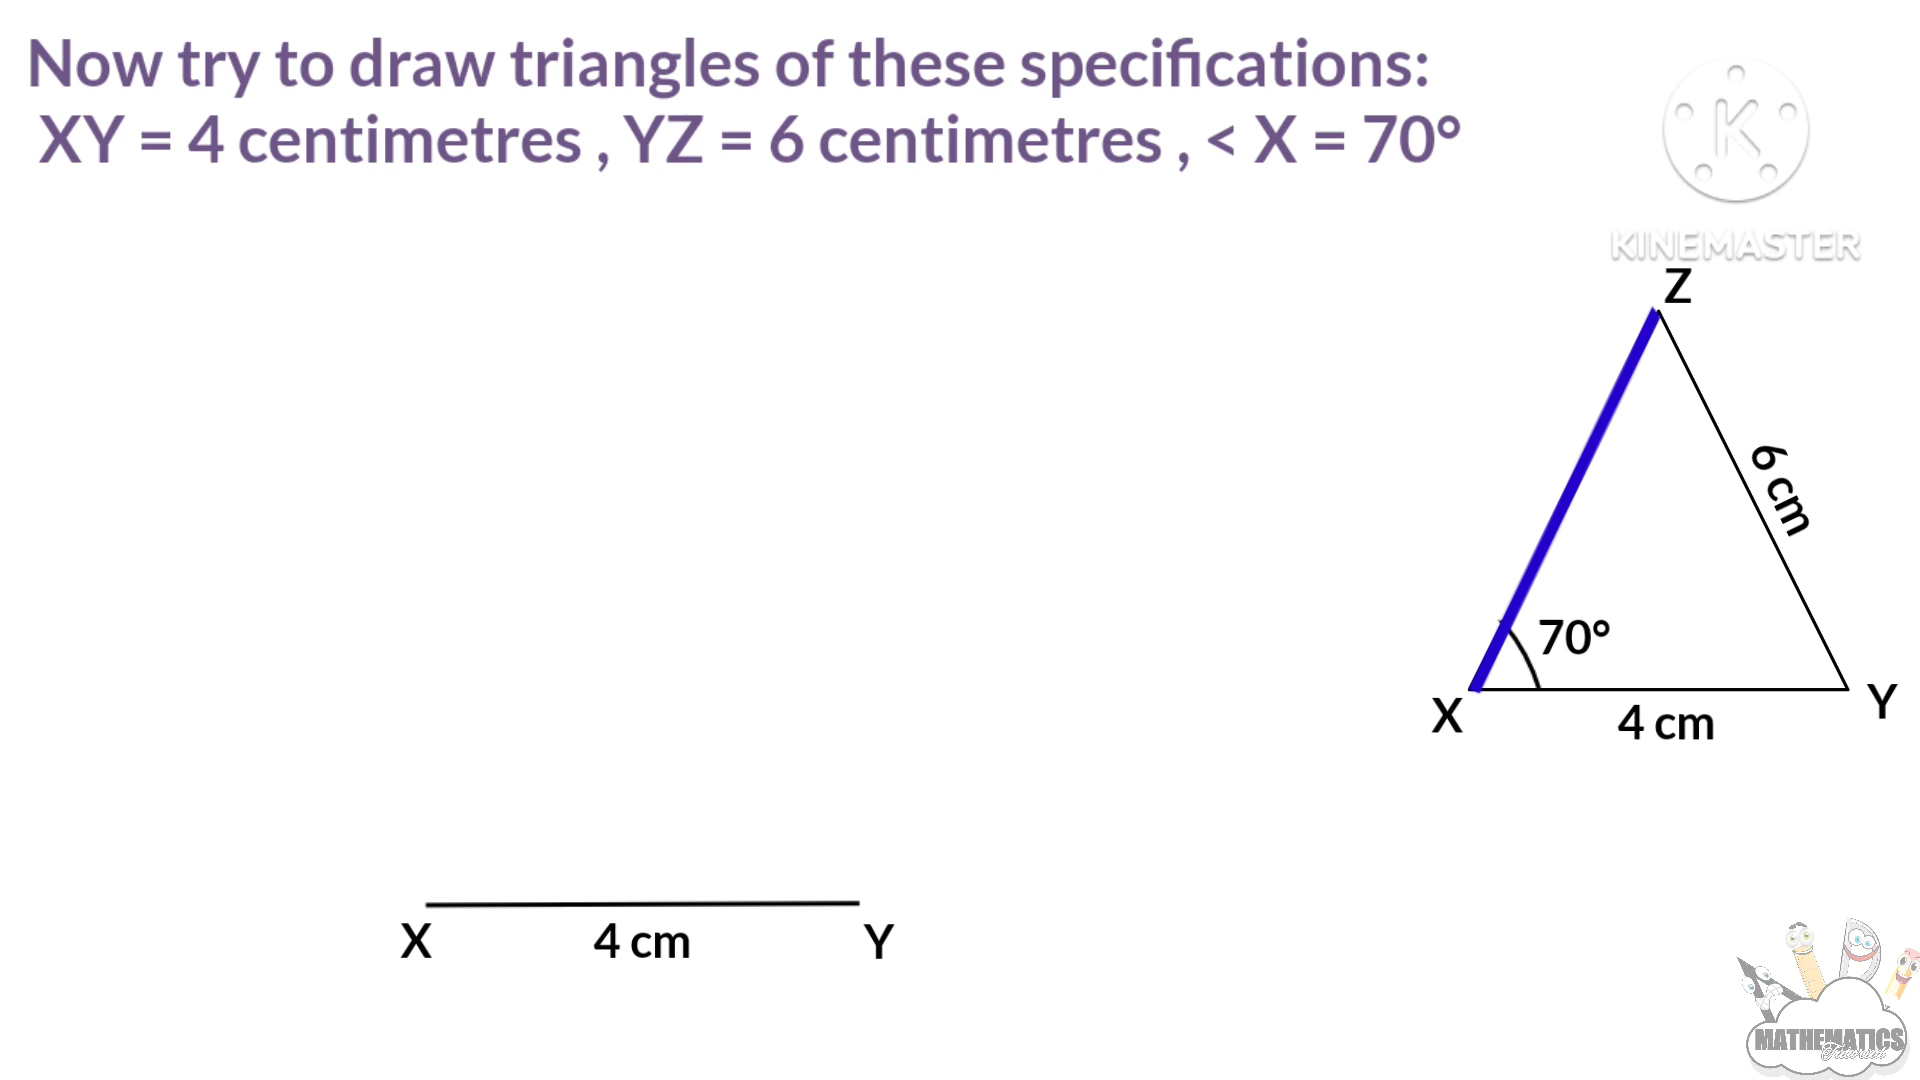 Now try to draw triangles of these specifications:
XY = 4 centimetres , YZ = 6 centimetres , < X = 70°
K
KINEMASTER
Z
6 cm
70°
X
Y
4 cm
X
4 cm
Y
MATHEMATICS
Tutorial